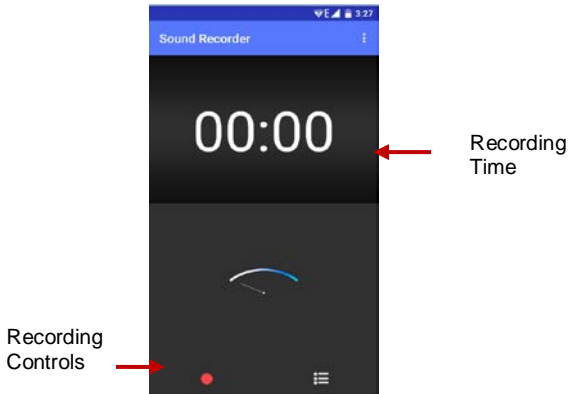 E 3:27
Sound Recorder
00:00
Recording
Time
Recording
Controls